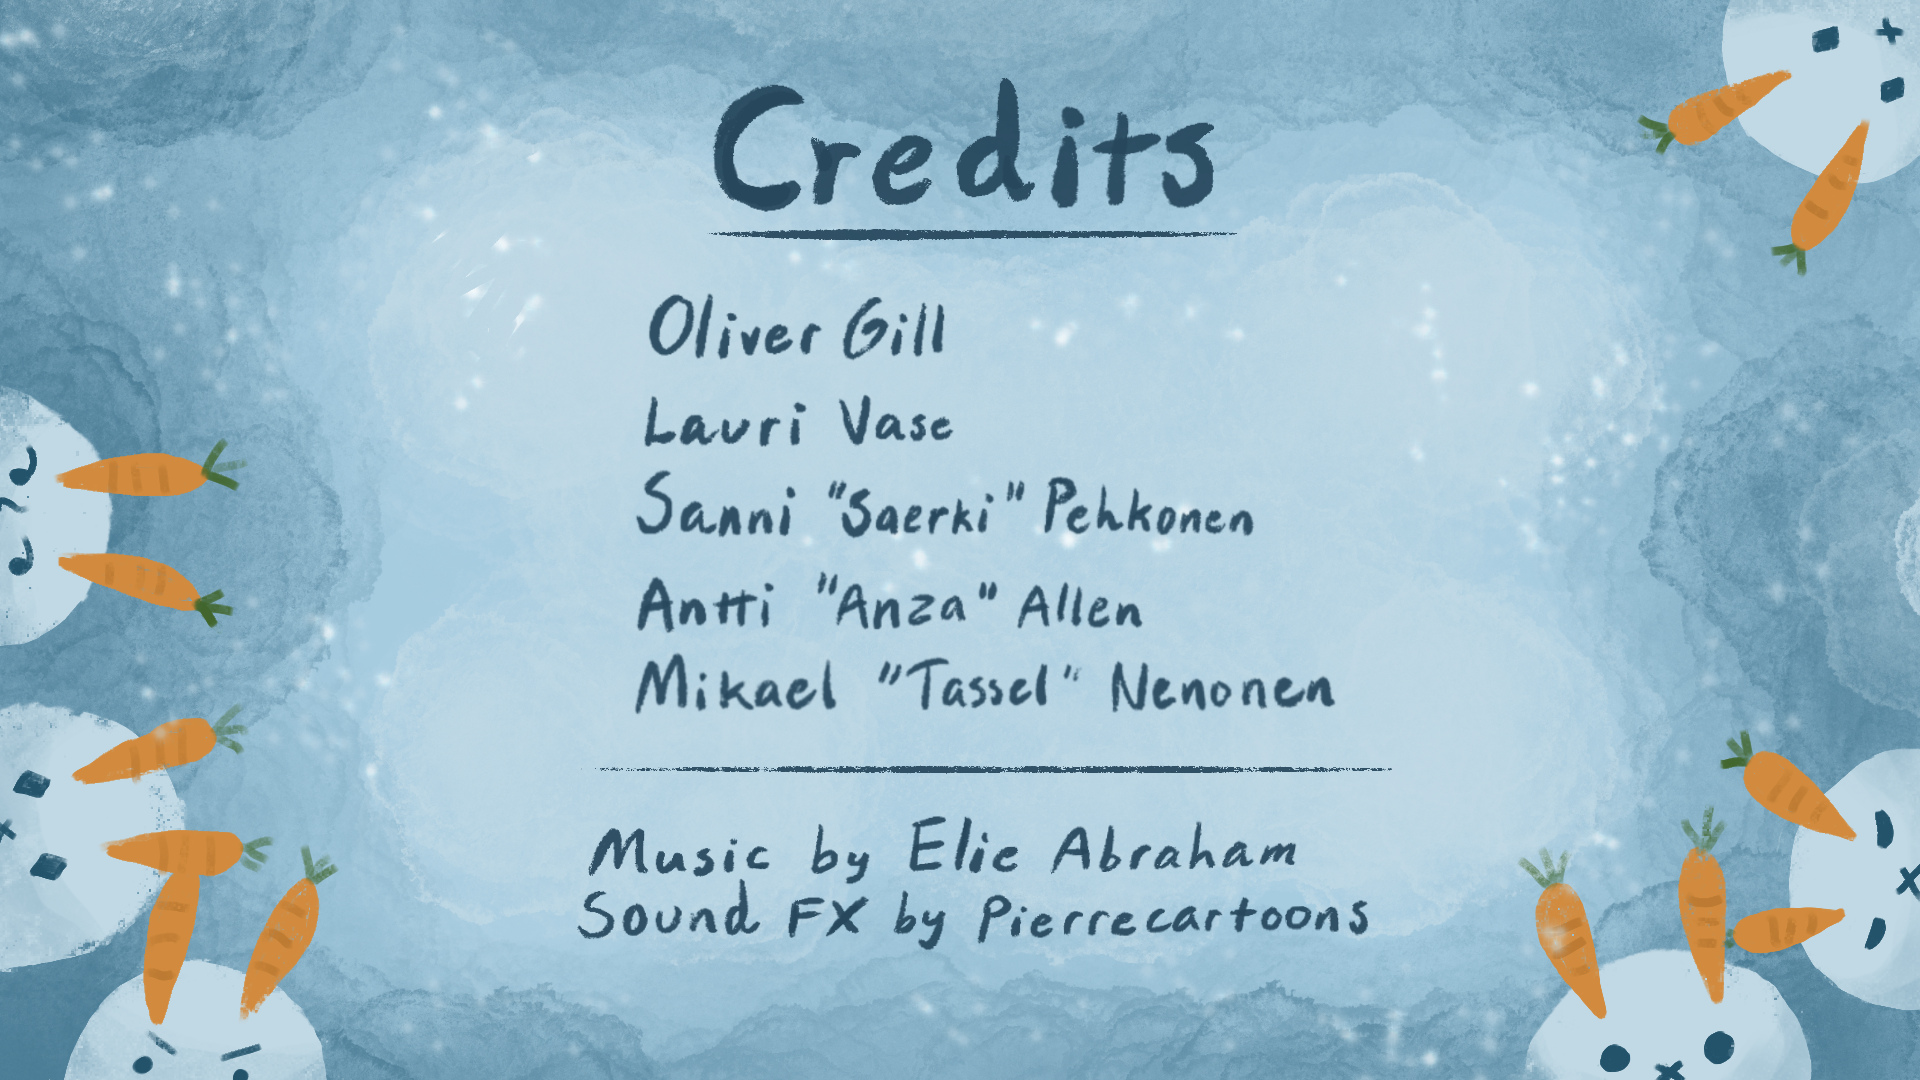 Credits
Oliver Gill
Lauri Vase
Sanni "Saerki" Pehkonen
Antti "Anza" Allen
Mikael "Tassel" Nenonen
Music by Elie Abraham
Sound FX by Pierrecartoons